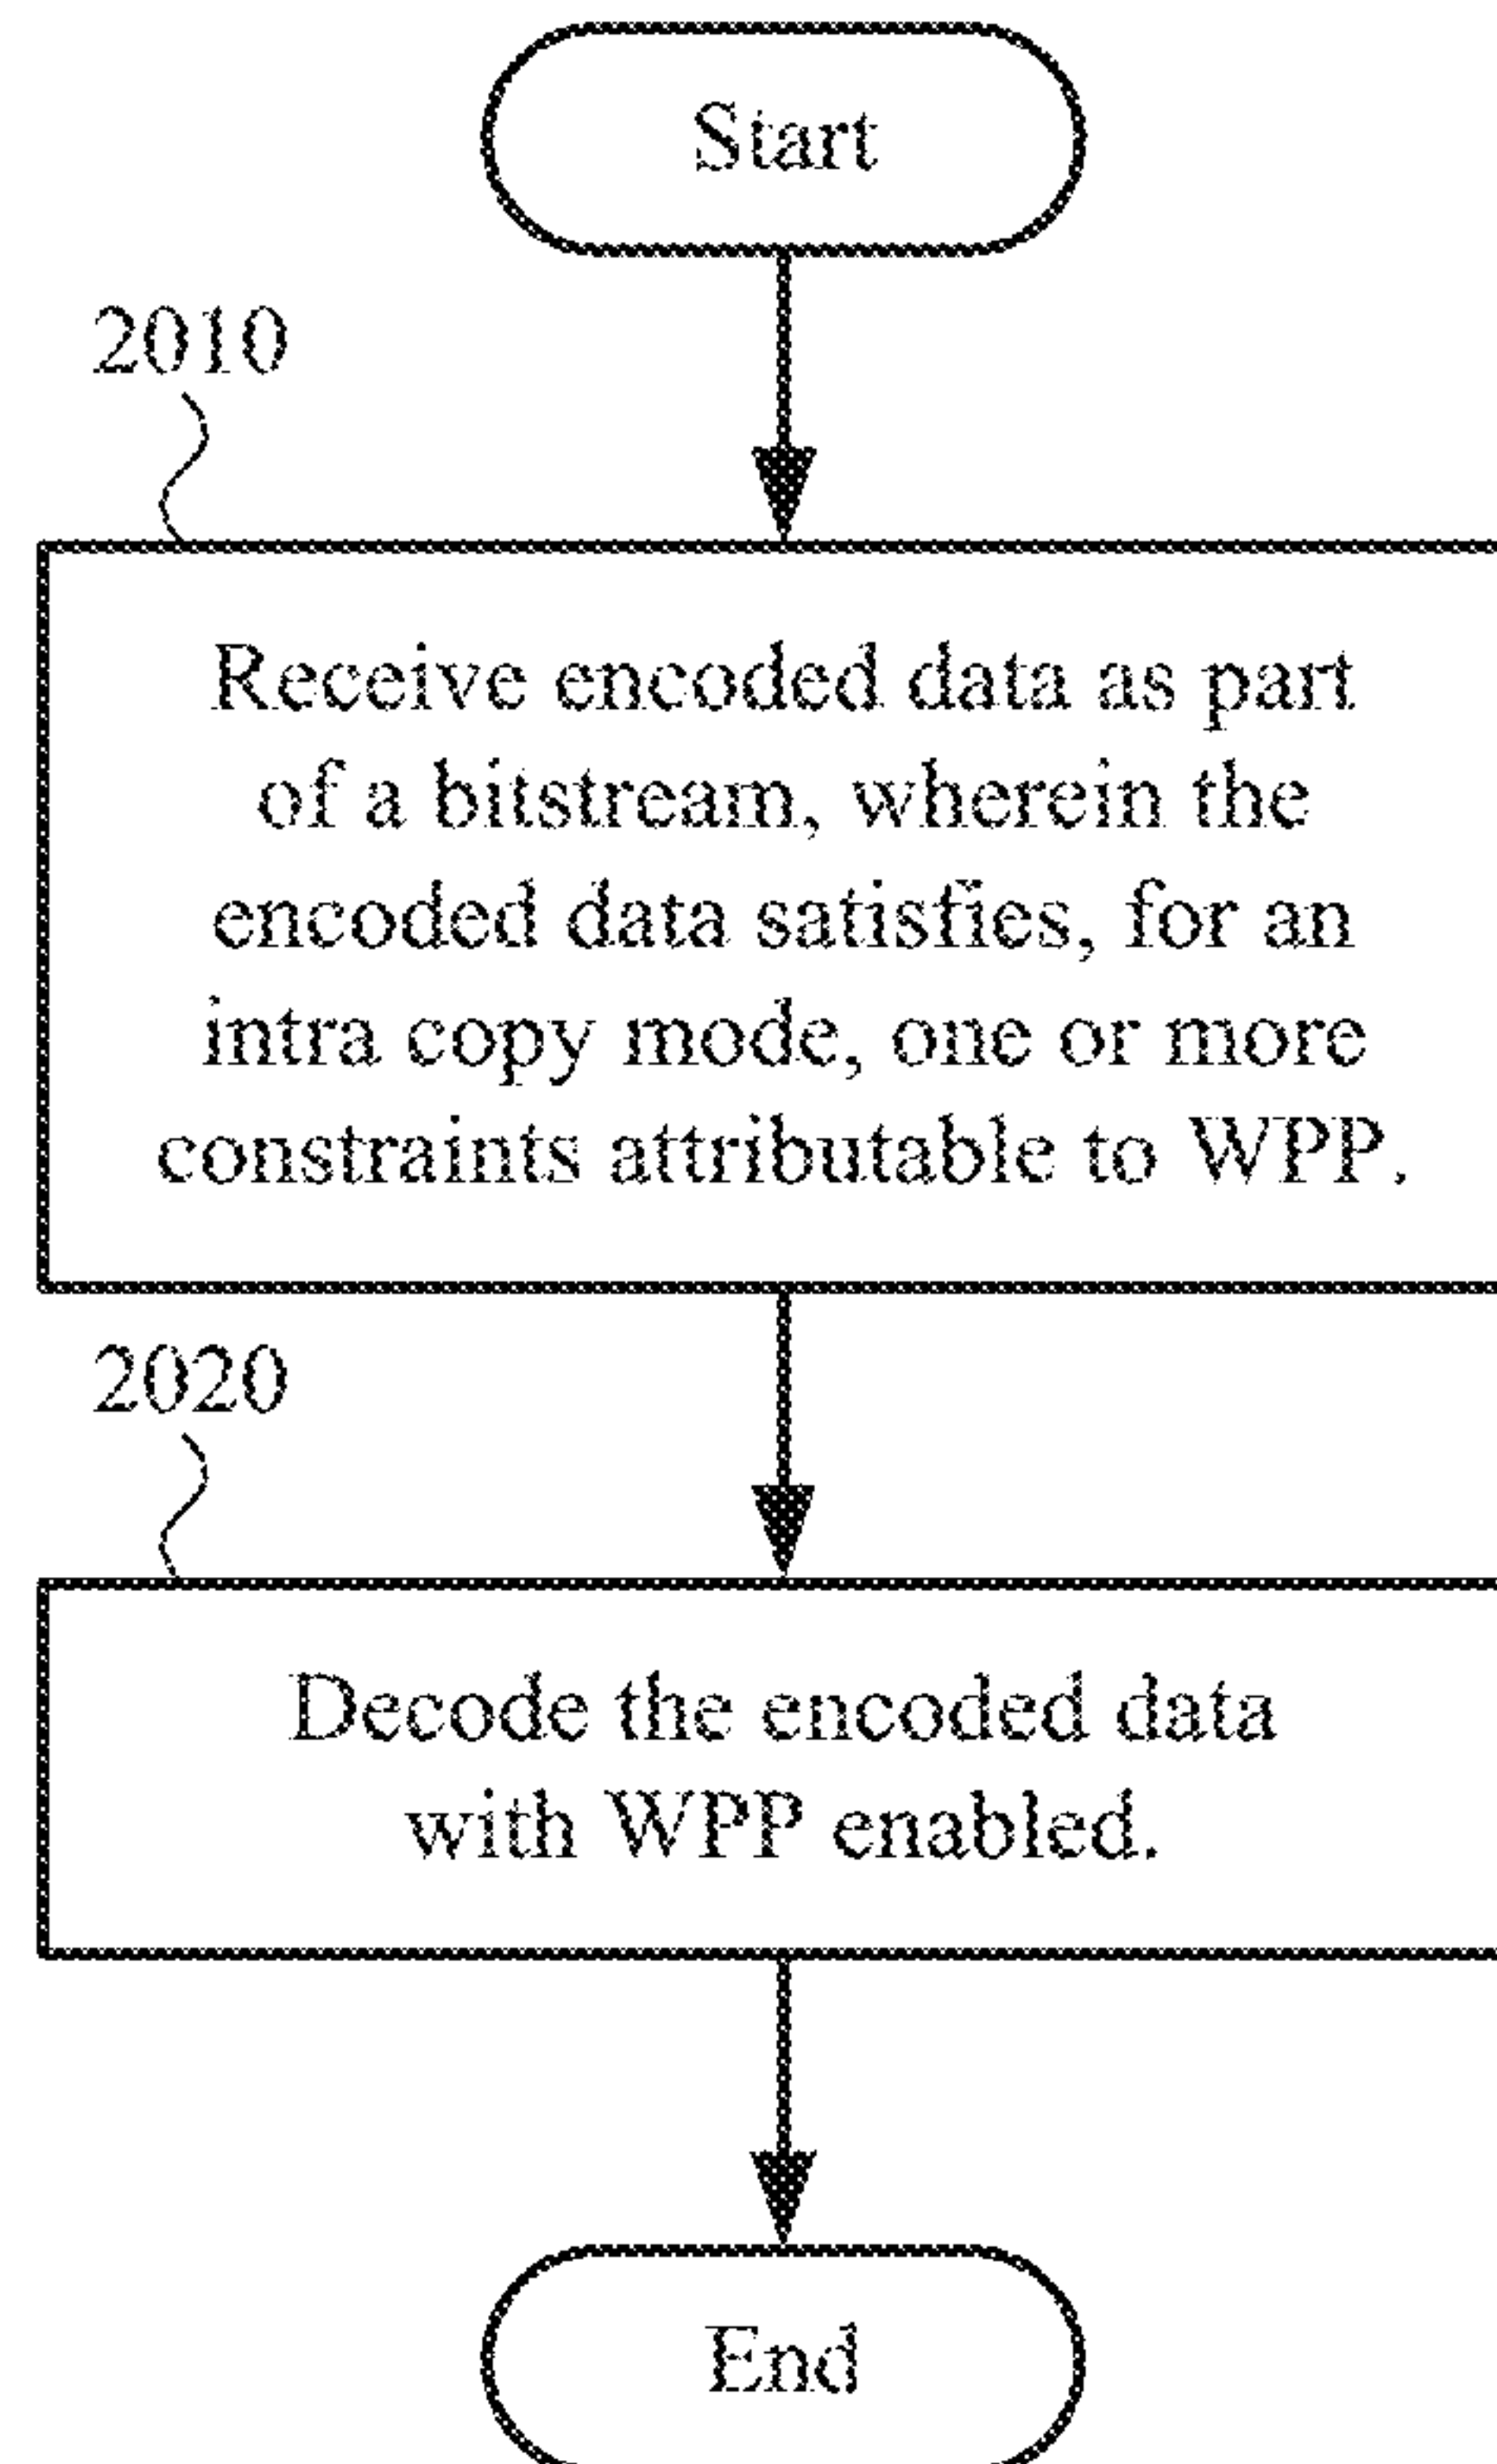 Start
2010
Receive encoded data as part
of a bitstream, wherein the
encoded data satisfies, for an
intra copy mode, one or more
constraints attributable to WPP.
2020
Decode the encoded data
with WPP enabled.
End